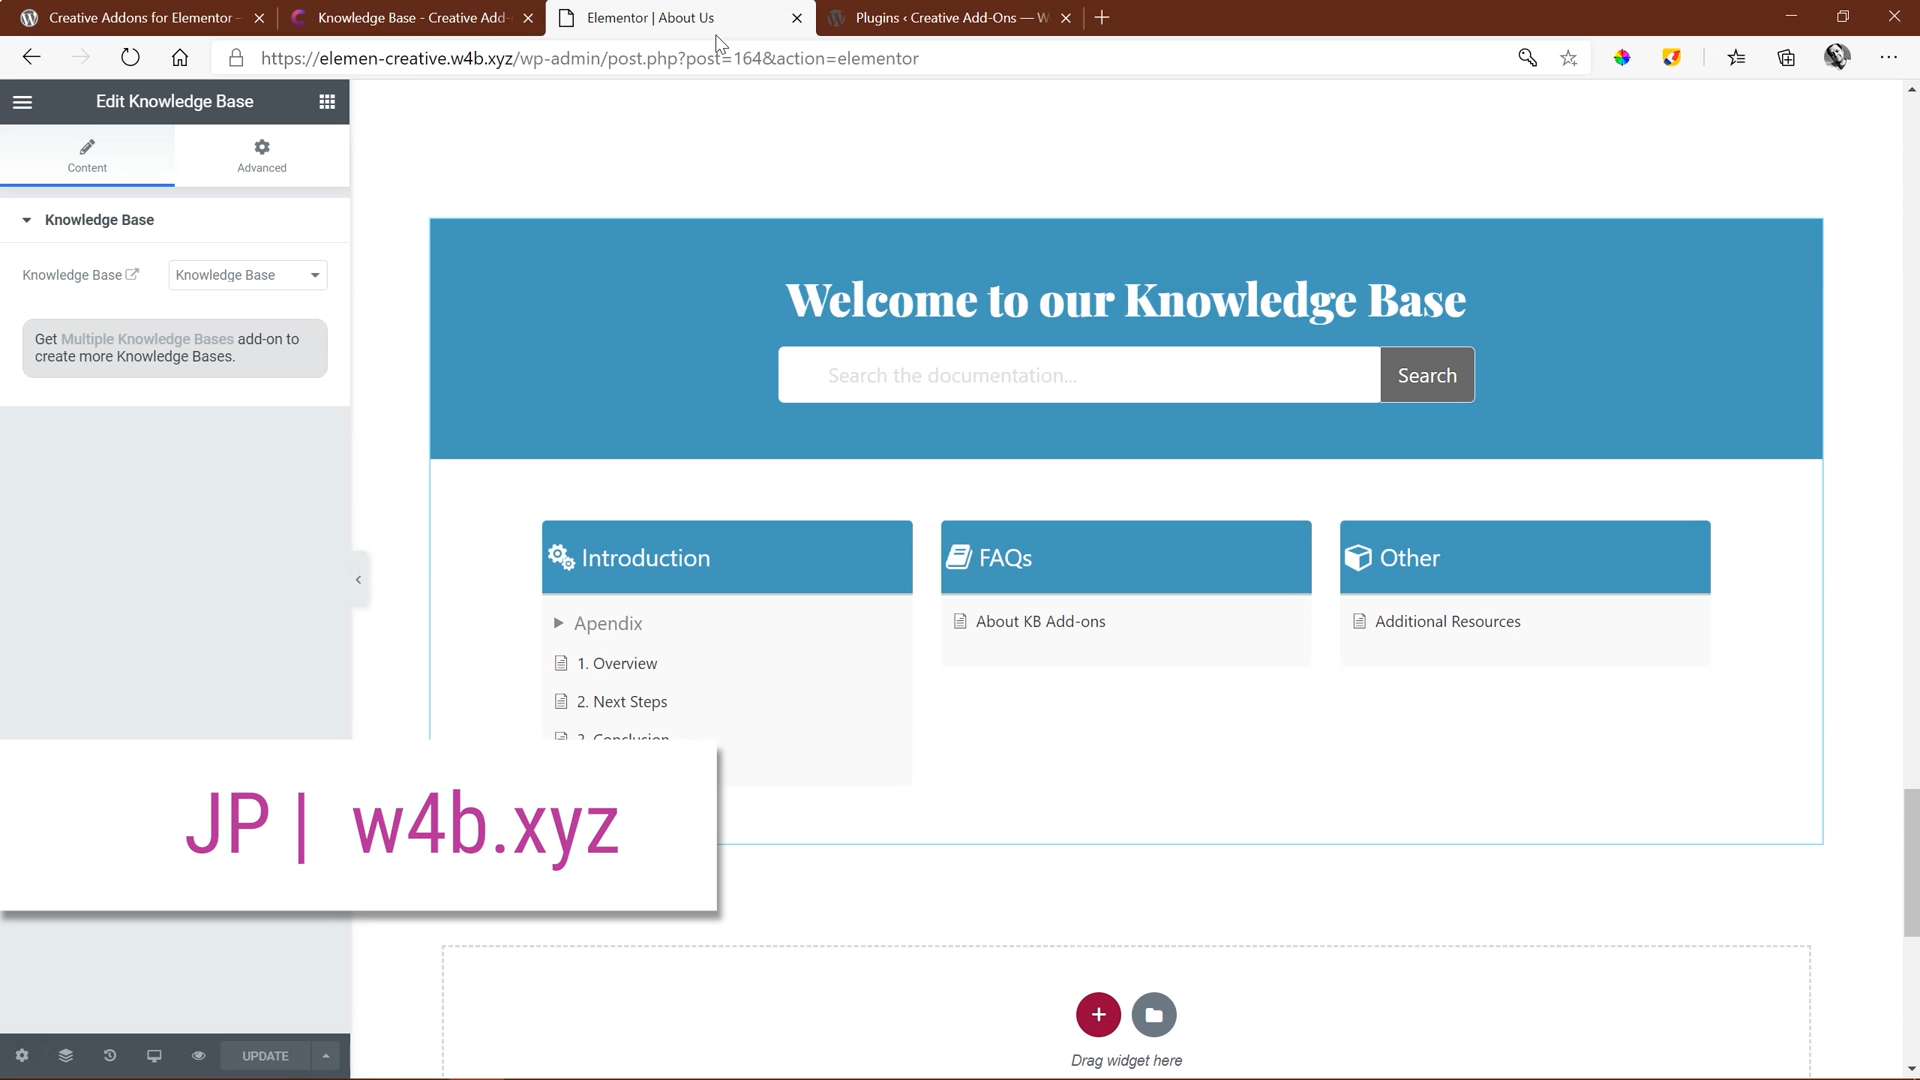 Creative Addons for Elementor -
Knowledge Base - Creative Add-
Elementor | About Us
Plugins ‹ Creative Add-Ons — W
https://elemen-creative.w4b.xyz/wp-admin/post.php?post=164&action=elementor
Edit Knowledge Base
Content
Advanced
Knowledge Base
Knowledge Base
Knowledge Base
Get Multiple Knowledge Bases add-on to
create more Knowledge Bases.
Welcome to our Knowledge Base
Search the documentation...
Search
Introduction
Apendix
1. Overview
2. Next Steps
3. Conclusion
FAQs
About KB Add-ons
Other
Additional Resources
JP | w4b.xyz
Drag widget here
UPDATE